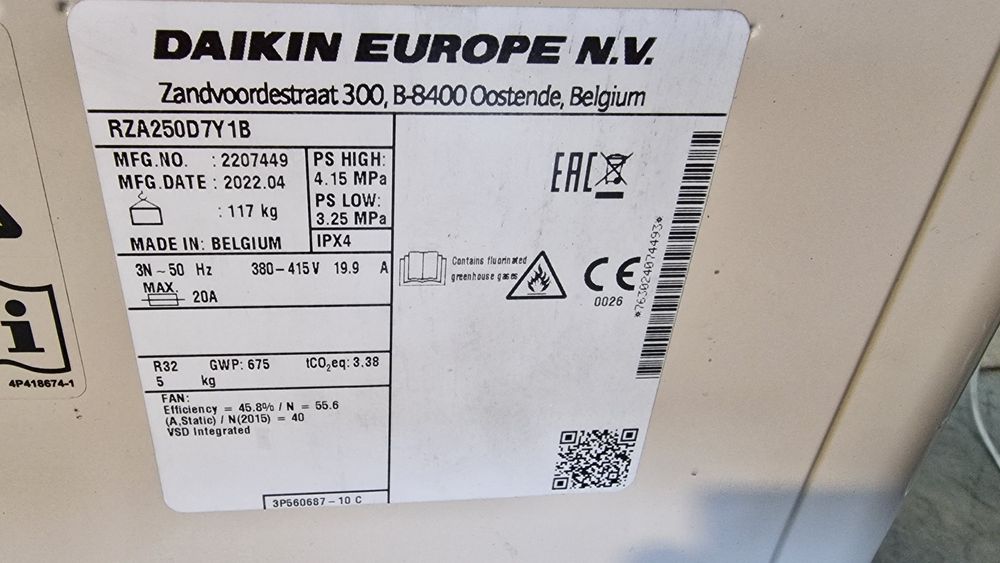 DAIKIN EUROPE N.V.
Zandvoordestraat 300, B-8400 Oostende, Belgium
RZA250D7Y1B
MFG.NO. : 2207449
MFG.DATE : 2022.04
: 117 kg
MADE IN: BELGIUM
PS HIGH:
4.15 MPa
PS LOW:
3.25 MPa
IPX4
3N ~ 50 Hz 380-415V 19.9 A
MAX. 20A
R32 GWP: 675 tCO2eq: 3.38
5 kg
FAN:
Efficiency = 45.8% / N = 55.6
(A,Static) / N(2015) = 40
VSD Integrated
3P560687-10 C
EAC
Contains fluorinated
greenhouse gases
CE
0026
*763024074493*
i
4P418674-1